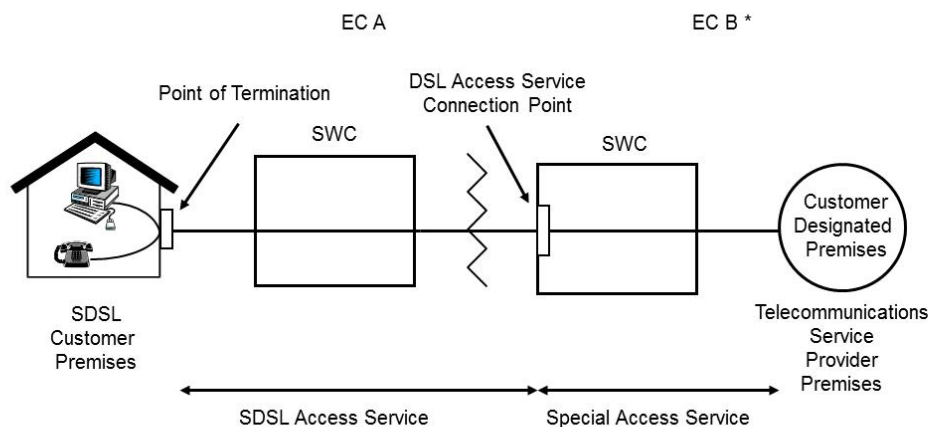 EC A
EC B *
Point of Termination
DSL Access Service
Connection Point
SWC
SWC
Customer
Designated
Premises
SDSL
Customer
Premises
Telecommunications
Service
Provider
Premises
SDSL Access Service
Special Access Service